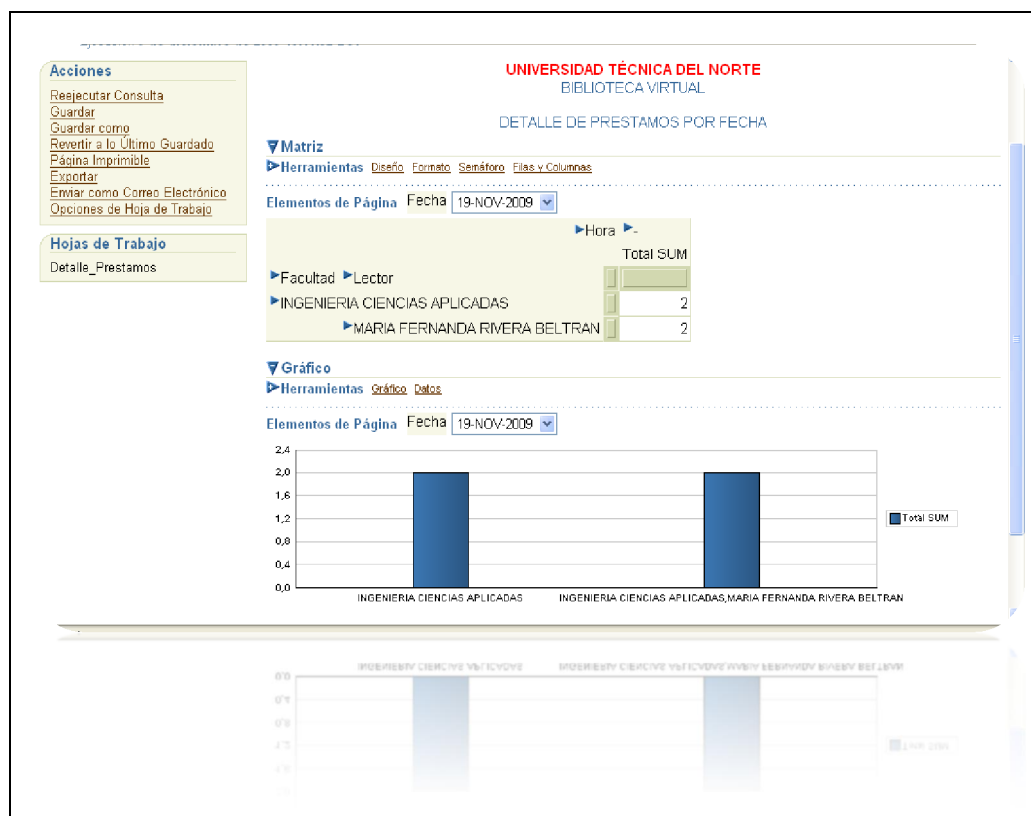 UNIVERSIDAD TÉCNICA DEL NORTE
BIBLIOTECA VIRTUAL
DETALLE DE PRESTAMOS POR FECHA
Acciones
Reejecutar Consulta
Guardar
Guardar como
Revertir a lo Último Guardado
Página Imprimible
Exportar
Enviar como Correo Electrónico
Opciones de Hoja de Trabajo
Hojas de Trabajo
Detalle_Prestamos
Matriz
Herramientas Diseño Formato Semáforo Filas y Columnas
Elementos de Página Fecha 19-NOV-2009
Hora -
Total SUM
Facultad Lector
INGENIERIA CIENCIAS APLICADAS 2
MARIA FERNANDA RIVERA BELTRAN 2
Gráfico
Herramientas Gráfico Datos
Elementos de Página Fecha 19-NOV-2009
2,4
2,0
1,6
1,2
0,8
0,4
0,0
Total SUM
INGENIERIA CIENCIAS APLICADAS INGENIERIA CIENCIAS APLICADAS,MARIA FERNANDA RIVERA BELTRAN